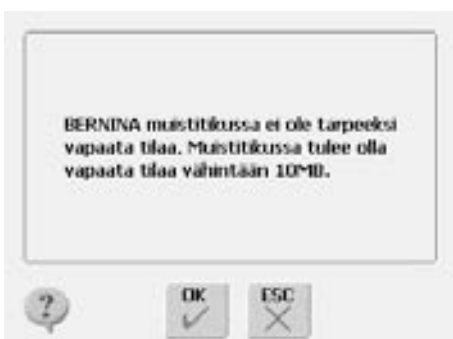 BERNINA muistitikussa ei ole tarpeeksi
vapaata tilaa. Muistitikussa tulee olla
vapaata tilaa vähintään 10MB.
?
OK
ESC